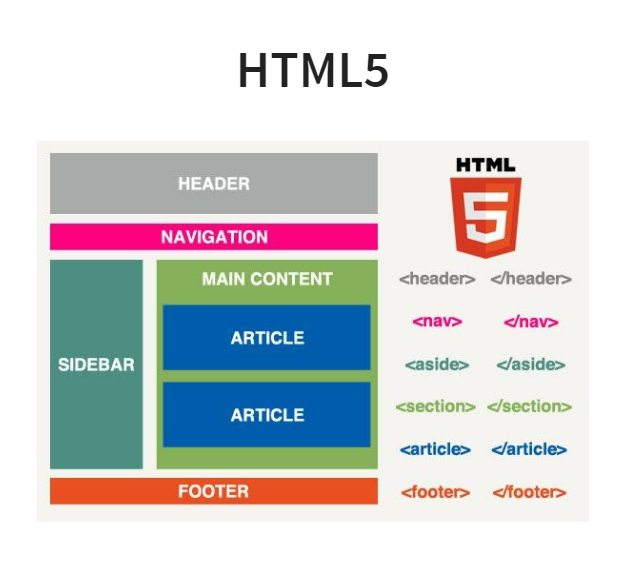 HTML5
HEADER
NAVIGATION
SIDEBAR
MAIN CONTENT
ARTICLE
ARTICLE
FOOTER
HTML
5
<header> </header>
<nav> </nav>
<aside> </aside>
<section> </section>
<article> </article>
<footer> </footer>